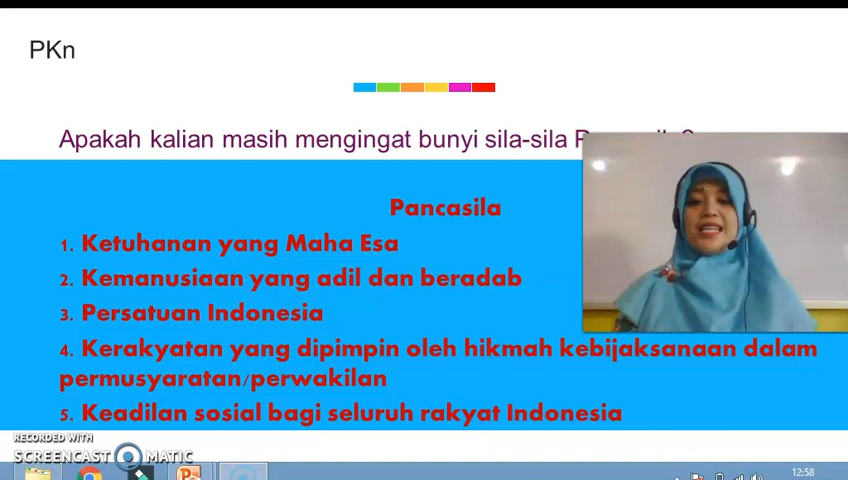 PKn
Apakah kalian masih mengingat bunyi sila-sila
Pancasila
1. Ketuhanan yang Maha Esa
2. Kemanusiaan yang adil dan beradab
3. Persatuan Indonesia
4. Kerakyatan yang dipimpin oleh hikmah kebijaksanaan dalam
permusyaratan/perwakilan
5. Keadilan sosial bagi seluruh rakyat Indonesia
RECORDED WITH
SCREENCAST MATIC
12:58